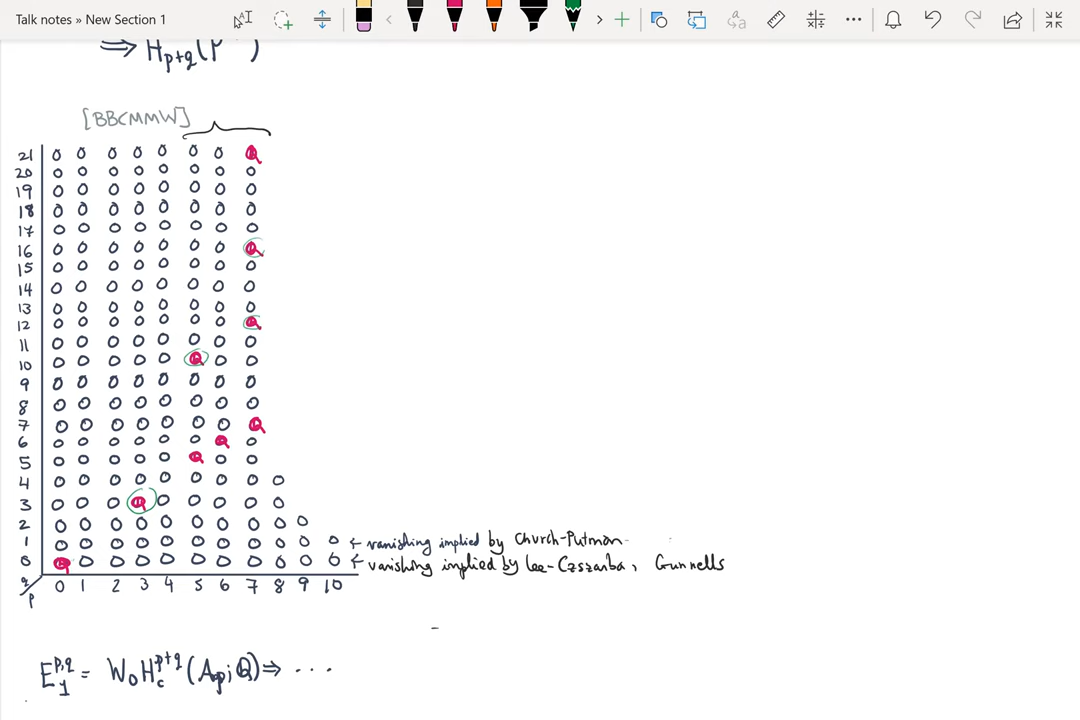 Talk notes » New Section 1
⇒ H_{p+q}(P )
[BBCMMW]
21 0 0 0 0 0 0 0 Q
20 0 0 0 0 0 0 0 0
19 0 0 0 0 0 0 0 0
18 0 0 0 0 0 0 0 0
17 0 0 0 0 0 0 0 0
16 0 0 0 0 0 0 0 Q
15 0 0 0 0 0 0 0 0
14 0 0 0 0 0 0 0 0
13 0 0 0 0 0 0 0 0
12 0 0 0 0 0 0 0 Q
11 0 0 0 0 0 0 0 0
10 0 0 0 0 0 Q 0 0
9 0 0 0 0 0 0 0 0
8 0 0 0 0 0 0 0 0
7 0 0 0 0 0 0 0 Q
6 0 0 0 0 0 0 Q 0
5 0 0 0 0 0 Q 0 0
4 0 0 0 0 0 0 0 0 0
3 0 0 0 Q 0 0 0 0 0
2 0 0 0 0 0 0 0 0 0 0
1 0 0 0 0 0 0 0 0 0 0 0 ← vanishing implied by Church-Putman
0 Q 0 0 0 0 0 0 0 0 0 0 ← vanishing implied by Lee-Czszarba, Gunnells
q/p 0 1 2 3 4 5 6 7 8 9 10
E_1^{p,q} = W_0 H_c^{p+q}(A_p; Q) ⇒ ...